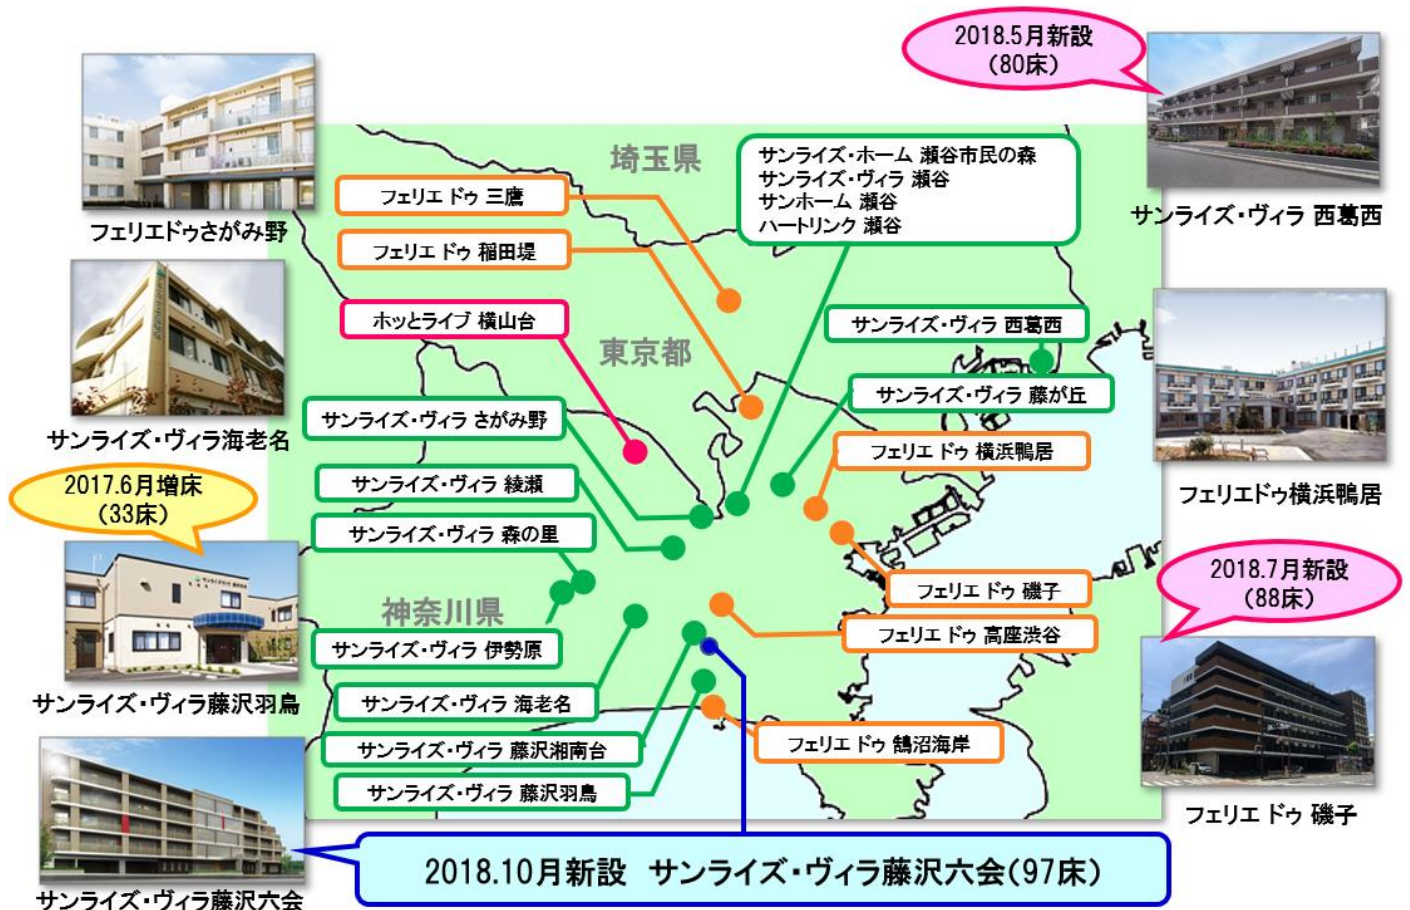 2018.5月新設
(80床)
フェリエドゥさがみ野
サンライズ・ヴィラ 西葛西
埼玉県
サンライズ・ホーム 瀬谷市民の森
サンライズ・ヴィラ 瀬谷
サンホーム 瀬谷
ハートリンク 瀬谷
フェリエ ドゥ 三鷹
フェリエ ドゥ 稲田堤
ホッとライブ 横山台
サンライズ・ヴィラ 西葛西
東京都
サンライズ・ヴィラ 藤が丘
サンライズ・ヴィラ さがみ野
サンライズ・ヴィラ海老名
フェリエ ドゥ 横浜鴨居
2017.6月増床
(33床)
サンライズ・ヴィラ 綾瀬
フェリエドゥ横浜鴨居
サンライズ・ヴィラ 森の里
2018.7月新設
(88床)
フェリエ ドゥ 磯子
神奈川県
フェリエ ドゥ 高座渋谷
サンライズ・ヴィラ 伊勢原
サンライズ・ヴィラ藤沢羽鳥
サンライズ・ヴィラ 海老名
フェリエ ドゥ 鵠沼海岸
サンライズ・ヴィラ 藤沢湘南台
サンライズ・ヴィラ 藤沢羽鳥
フェリエ ドゥ 磯子
2018.10月新設 サンライズ・ヴィラ藤沢六会(97床)
サンライズ・ヴィラ藤沢六会